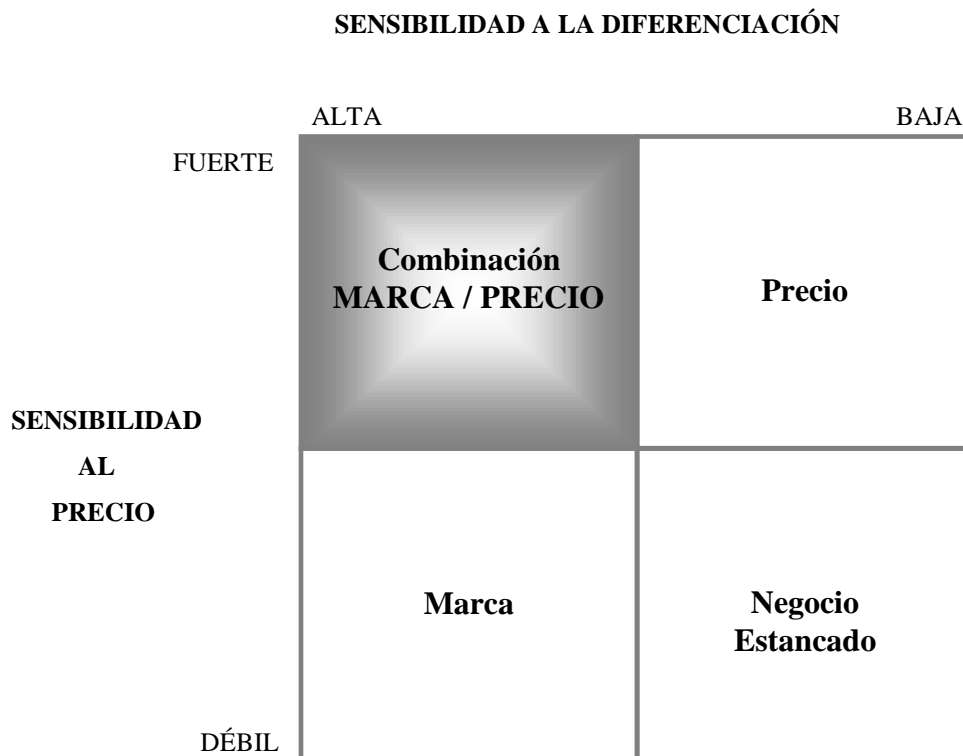 SENSIBILIDAD A LA DIFERENCIACIÓN
ALTA
BAJA
FUERTE
Combinación
MARCA / PRECIO
Precio
SENSIBILIDAD
AL
PRECIO
Marca
Negocio
Estancado
DÉBIL